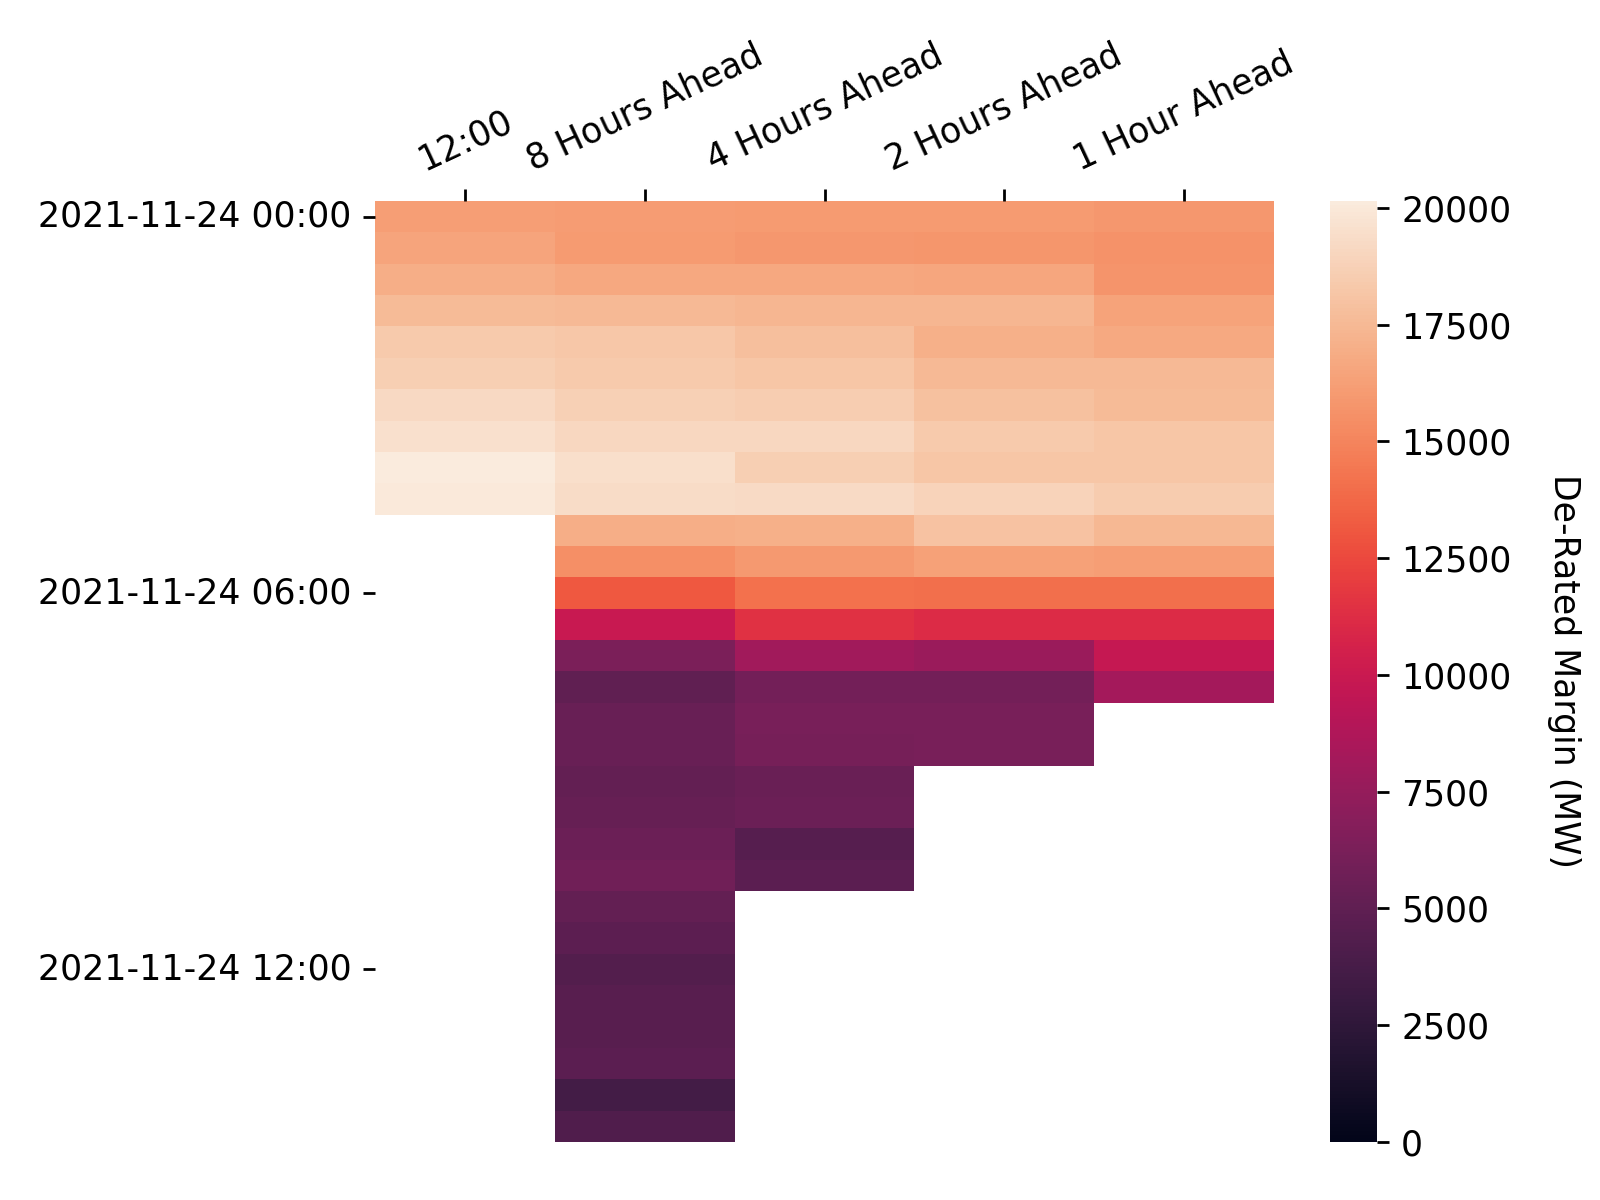 12:00
8 Hours Ahead
4 Hours Ahead
2 Hours Ahead
1 Hour Ahead
2021-11-24 00:00
2021-11-24 06:00
2021-11-24 12:00
20000
17500
15000
12500
10000
7500
5000
2500
0
De-Rated Margin (MW)